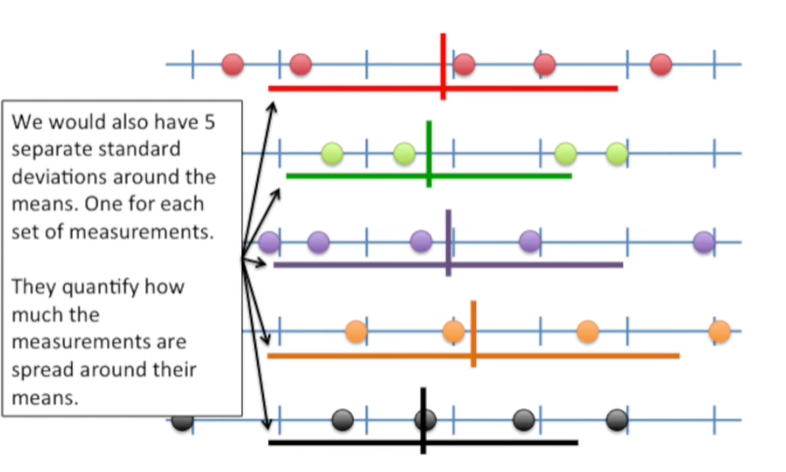 We would also have 5
separate standard
deviations around the
means. One for each
set of measurements.
They quantify how
much the
measurements are
spread around their
means.